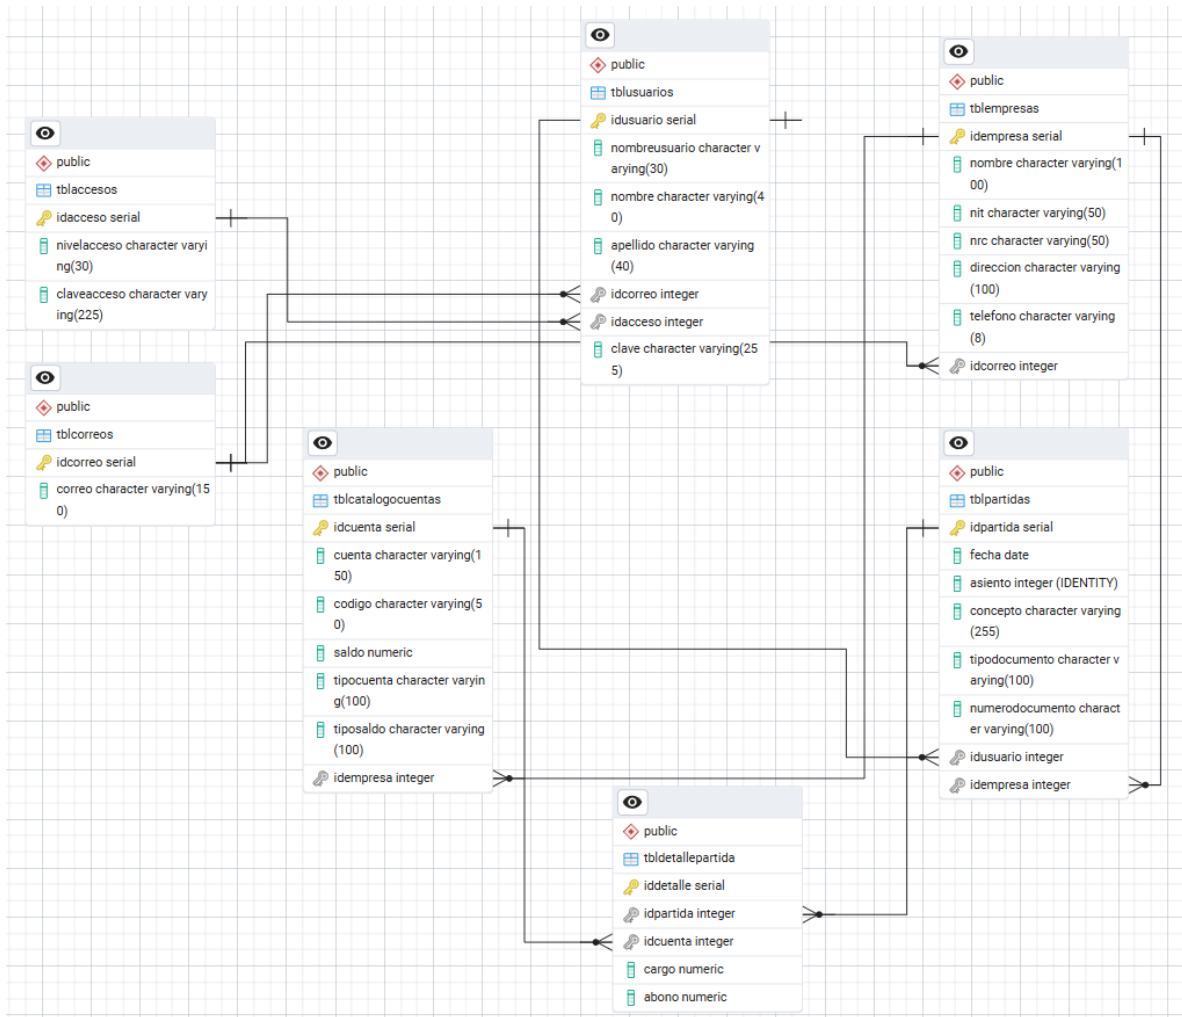 public
tblaccesos
idacceso serial
nivelacceso character varyi
ng(30)
claveacceso character vary
ing(225)
public
tblcorreos
idcorreo serial
correo character varying(15
0)
public
tblcatalogocuentas
idcuenta serial
cuenta character varying(1
50)
codigo character varying(5
0)
saldo numeric
tipocuenta character varyin
g(100)
tiposaldo character varying
(100)
idempresa integer
public
tblusuarios
idusuario serial
nombreusuario character v
arying(30)
nombre character varying(4
0)
apellido character varying
(40)
idcorreo integer
idacceso integer
clave character varying(25
5)
public
tbldetallepartida
iddetalle serial
idpartida integer
idcuenta integer
cargo numeric
abono numeric
public
tblempresas
idempresa serial
nombre character varying(1
00)
nit character varying(50)
nrc character varying(50)
direccion character varying
(100)
telefono character varying
(8)
idcorreo integer
public
tblpartidas
idpartida serial
fecha date
asiento integer (IDENTITY)
concepto character varying
(255)
tipodocumento character v
arying(100)
numerodocumento charact
er varying(100)
idusuario integer
idempresa integer